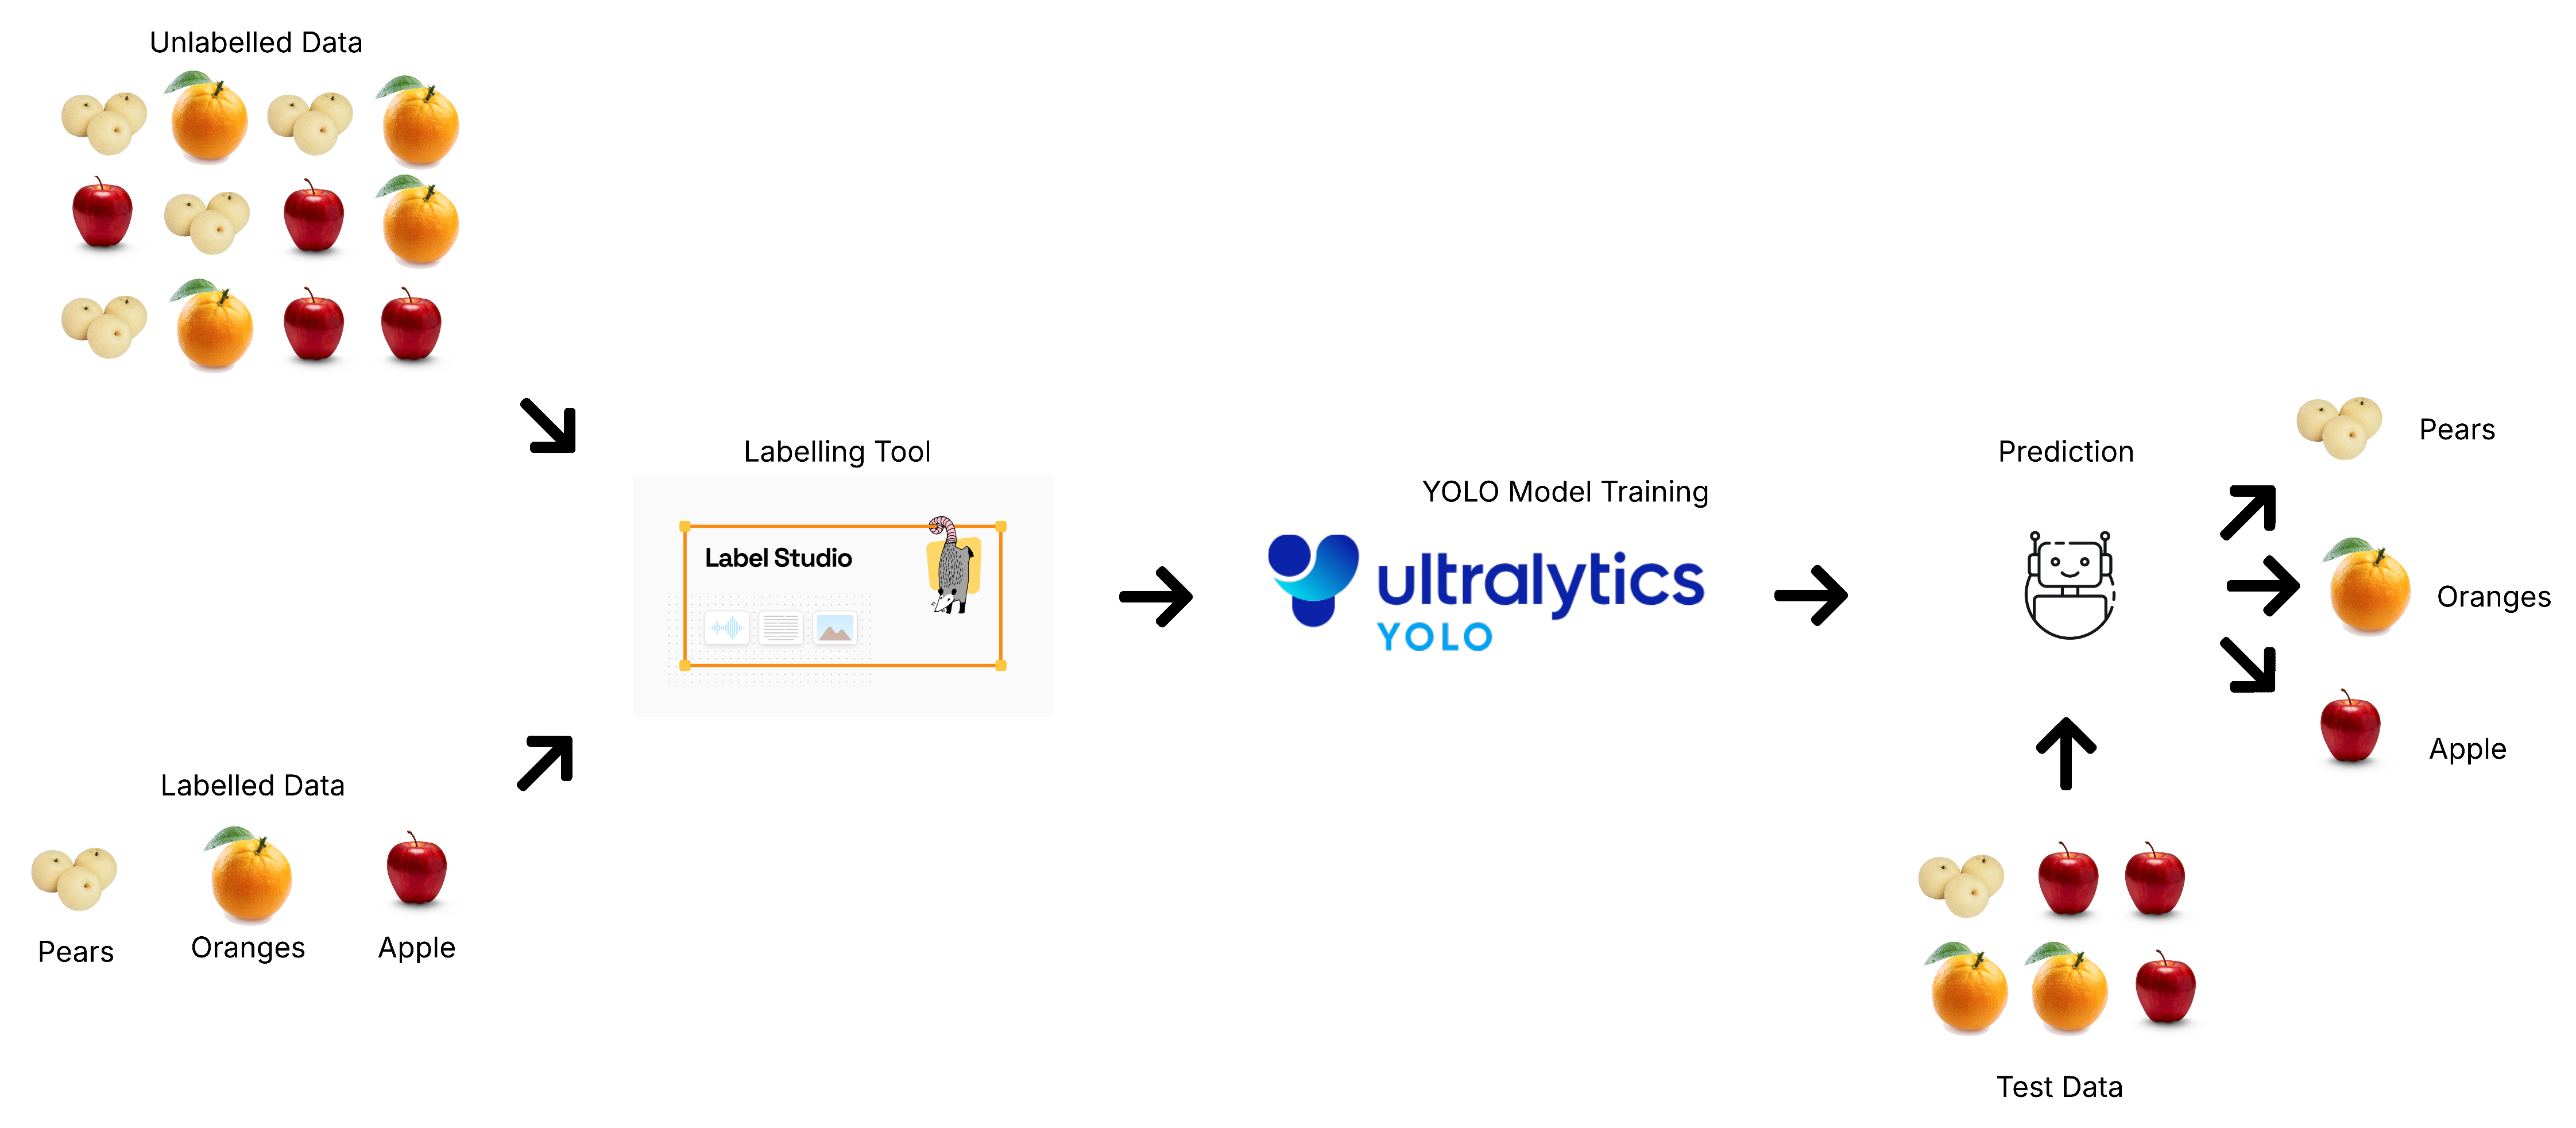 Unlabelled Data
Labelling Tool
Label Studio
Labelled Data
Pears
Oranges
Apple
YOLO Model Training
ultralytics
YOLO
Prediction
Pears
Oranges
Apple
Test Data